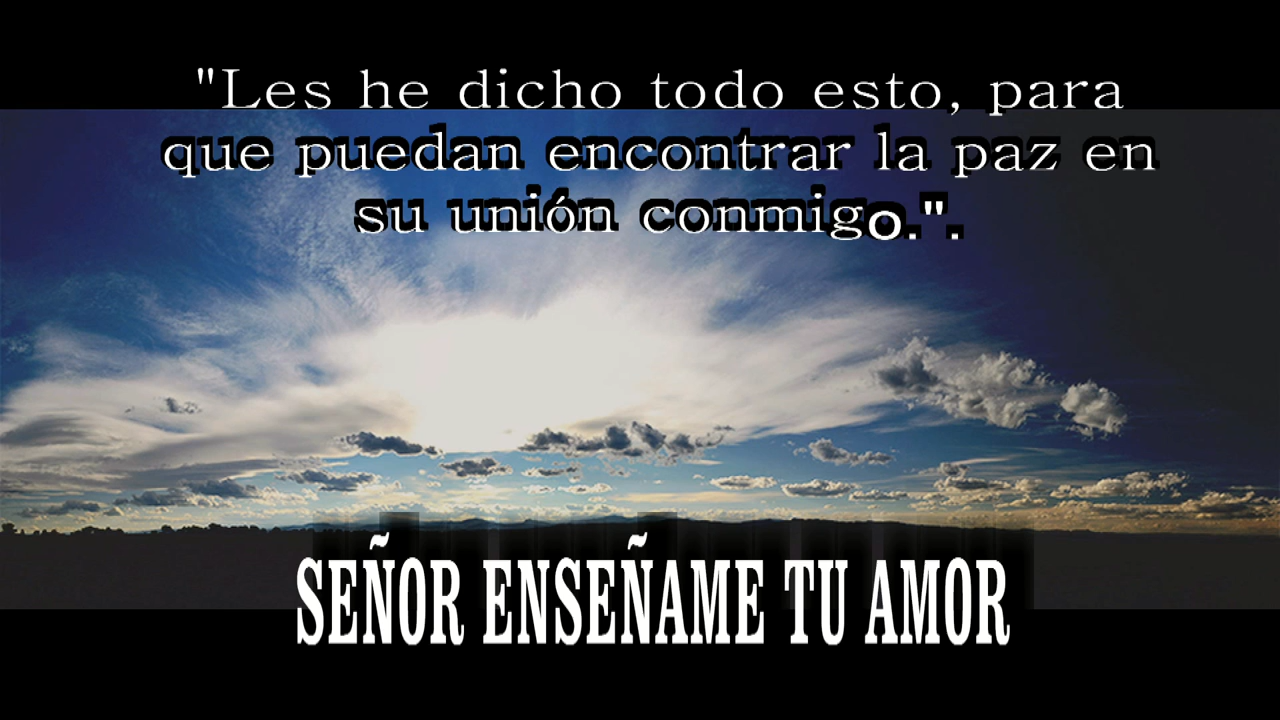 "Les he dicho todo esto, para
que puedan encontrar la paz en
su unión conmigo.".
SEÑOR ENSEÑAME TU AMOR